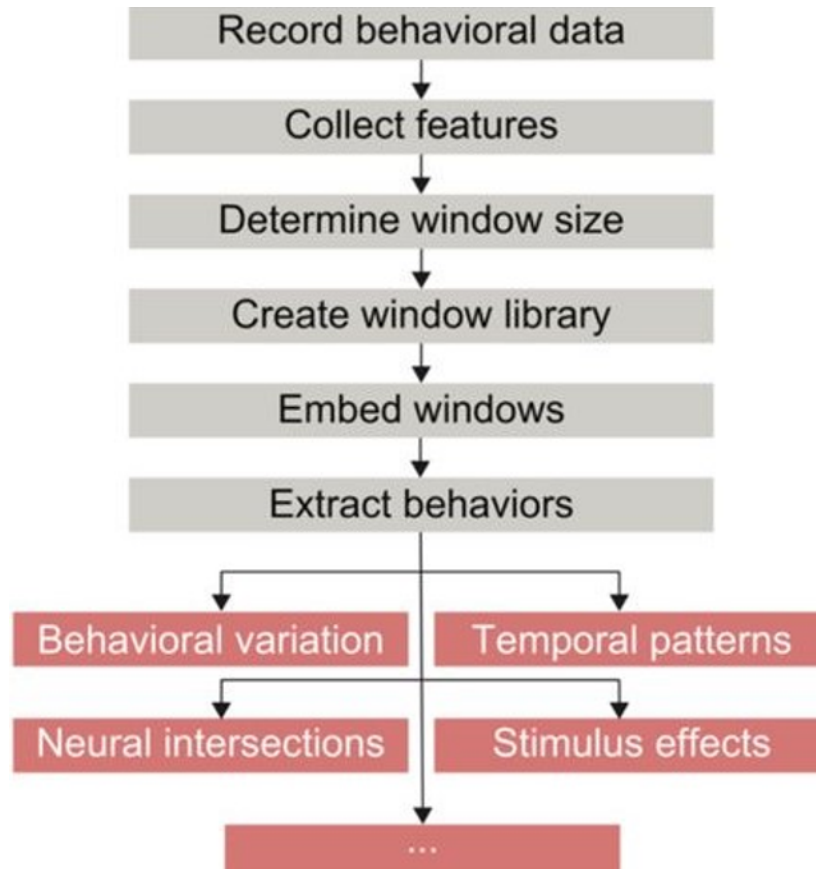 Record behavioral data
Collect features
Determine window size
Create window library
Embed windows
Extract behaviors
Behavioral variation
Temporal patterns
Neural intersections
Stimulus effects
...